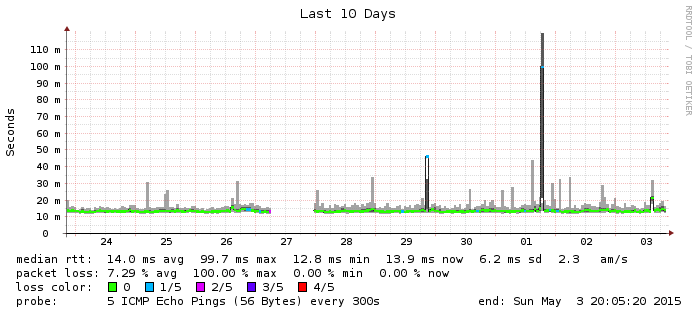 Last 10 Days
RRDTOOL / TOBI OETIKER
Seconds
110 m
100 m
90 m
80 m
70 m
60 m
50 m
40 m
30 m
20 m
10 m
0
24 25 26 27 28 29 30 01 02 03
median rtt: 14.0 ms avg 99.7 ms max 12.8 ms min 13.9 ms now 6.2 ms sd 2.3 am/s
packet loss: 7.29 % avg 100.00 % max 0.00 % min 0.00 % now
loss color: 0 1/5 2/5 3/5 4/5
probe: 5 ICMP Echo Pings (56 Bytes) every 300s end: Sun May 3 20:05:20 2015